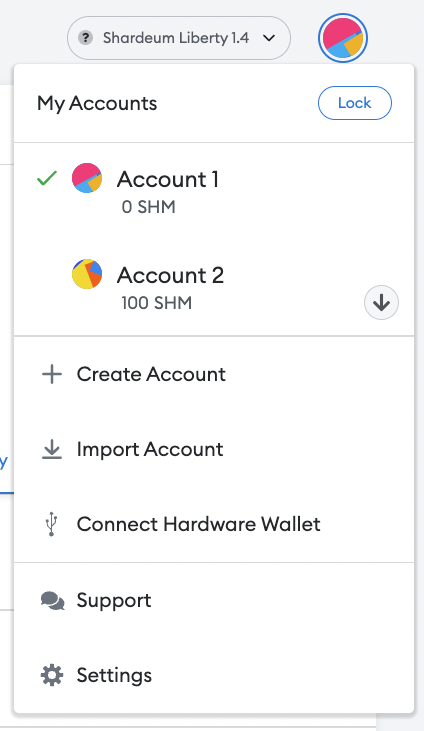 ? Shardeum Liberty 1.4
My Accounts
Lock
Account 1
0 SHM
Account 2
100 SHM
Create Account
y
Import Account
Connect Hardware Wallet
Support
Settings